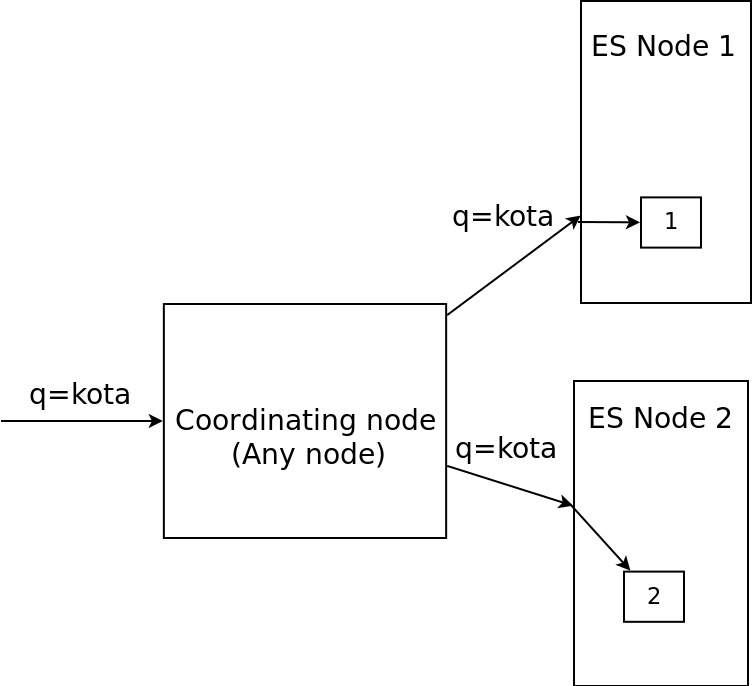 ES Node 1
q=kota
1
q=kota
Coordinating node
(Any node)
ES Node 2
q=kota
2